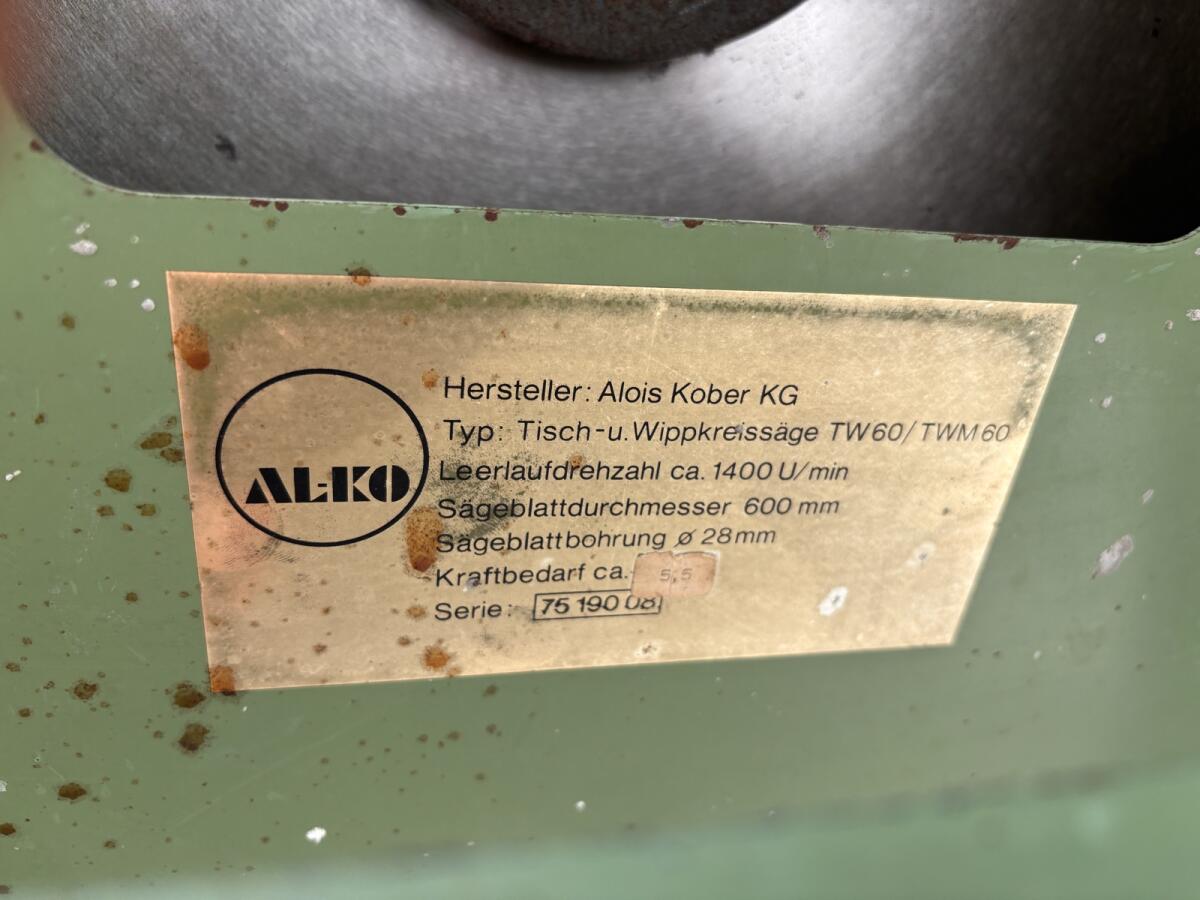 AL-KO
Hersteller: Alois Kober KG
Typ: Tisch-u.Wippkreissäge TW60/TWM60
Leerlaufdrehzahl ca. 1400 U/min
Sägeblattdurchmesser 600 mm
Sägeblattbohrung ø 28mm
Kraftbedarf ca. 5,5
Serie: 75 190 08